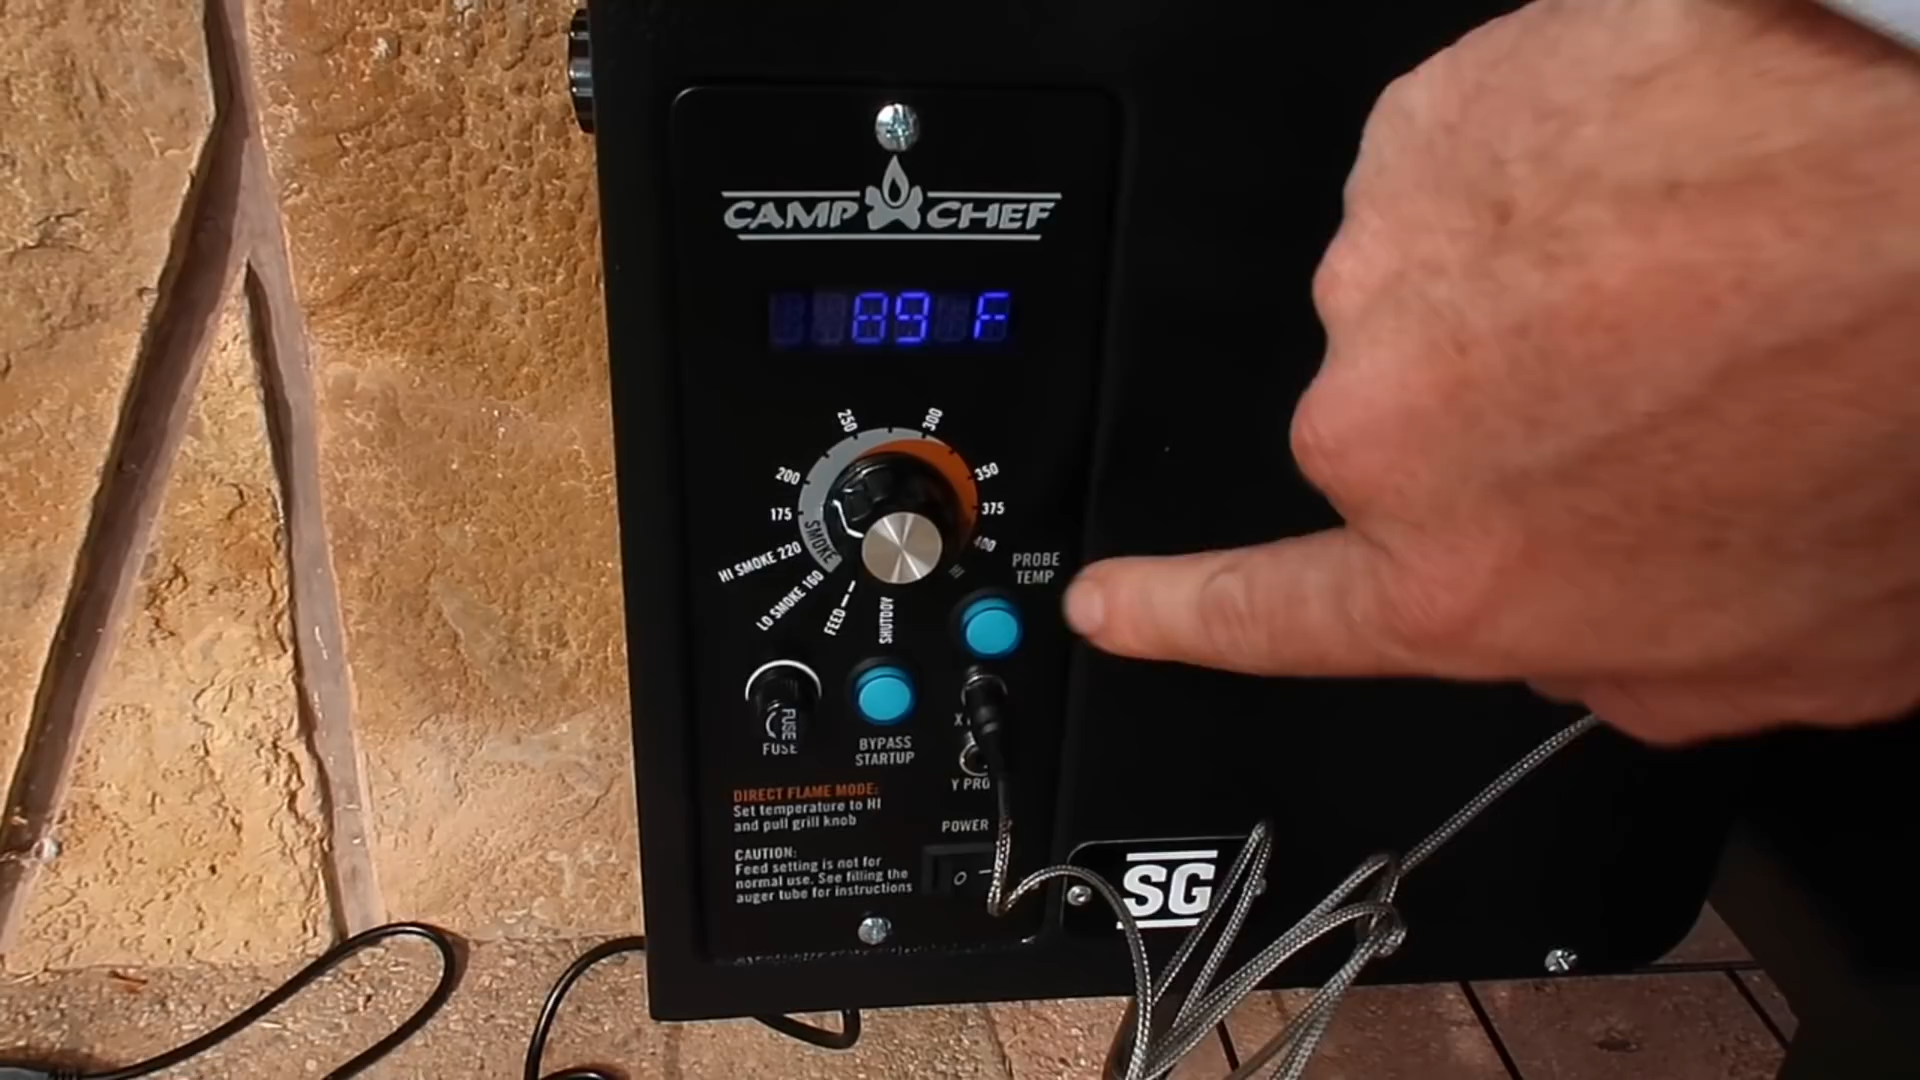 CAMP CHEF
89 F
250
300
200
350
175
375
400
SMOKE
HI SMOKE 220
LO SMOKE 160
FEED
HI
PROBE
TEMP
FUSE
FUSE
BYPASS
STARTUP
DIRECT FLAME MODE:
Set temperature to HI
and pull grill knob
POWER
CAUTION:
Feed setting is not for
normal use. See filling the
auger tube for instructions
O
SG